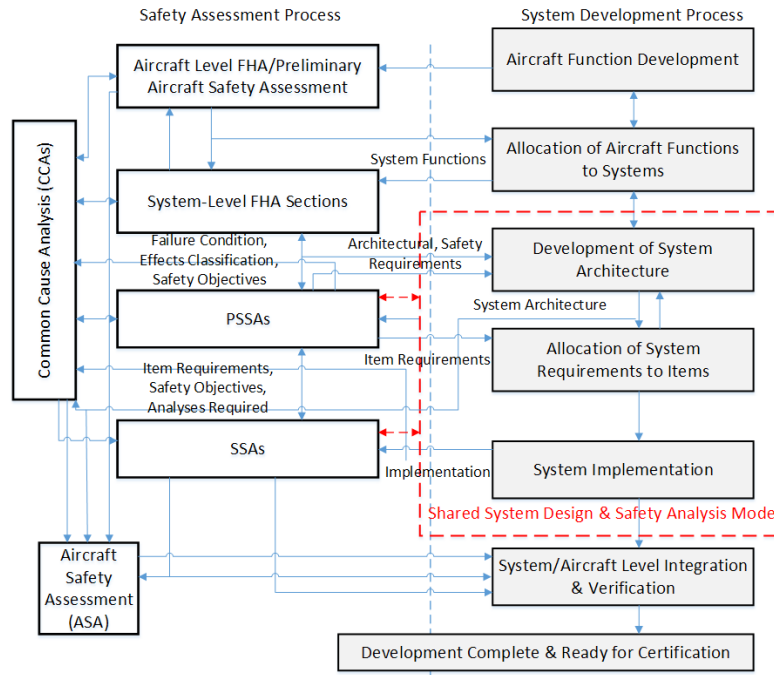 Safety Assessment Process
System Development Process
Aircraft Level FHA/Preliminary
Aircraft Safety Assessment
Aircraft Function Development
Common Cause Analysis (CCAs)
System Functions
Allocation of Aircraft Functions
to Systems
System-Level FHA Sections
Failure Condition,
Effects Classification,
Safety Objectives
Architectural, Safety
Requirements
Development of System
Architecture
System Architecture
PSSAs
Item Requirements
Allocation of System
Requirements to Items
Item Requirements,
Safety Objectives,
Analyses Required
SSAs
Implementation
System Implementation
Shared System Design & Safety Analysis Model
Aircraft
Safety
Assessment
(ASA)
System/Aircraft Level Integration
& Verification
Development Complete & Ready for Certification